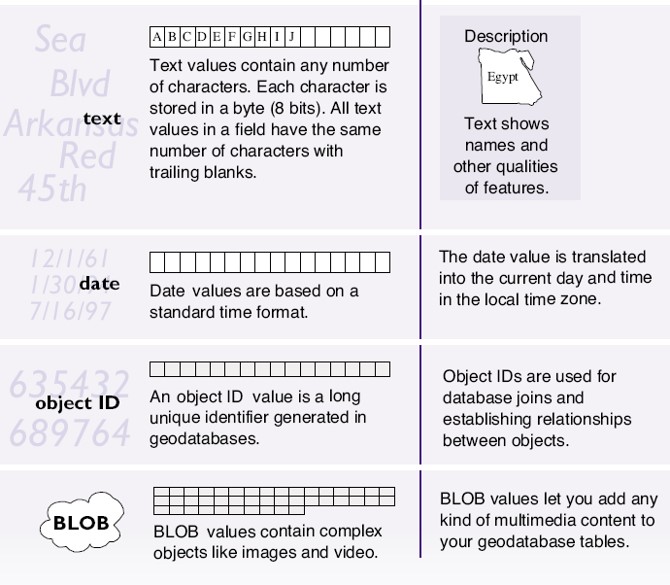 Sea
Blvd
Arkansas
Red
45th
text
A B C D E F G H I J
Text values contain any number
of characters. Each character is
stored in a byte (8 bits). All text
values in a field have the same
number of characters with
trailing blanks.
Description
Egypt
Text shows
names and
other qualities
of features.
12/1/61
1/30/
7/16/97
date
Date values are based on a
standard time format.
The date value is translated
into the current day and time
in the local time zone.
635432
object ID
689764
An object ID value is a long
unique identifier generated in
geodatabases.
Object IDs are used for
database joins and
establishing relationships
between objects.
BLOB
BLOB values contain complex
objects like images and video.
BLOB values let you add any
kind of multimedia content to
your geodatabase tables.